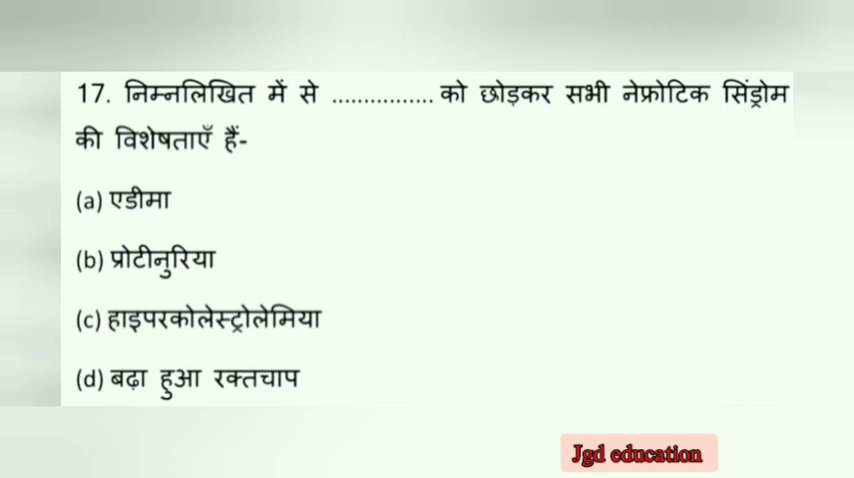 17. निम्नलिखित में से ................ को छोड़कर सभी नेफ्रोटिक सिंड्रोम
की विशेषताएँ हैं-
(a) एडीमा
(b) प्रोटीनुरिया
(c) हाइपरकोलेस्ट्रोलेमिया
(d) बढ़ा हुआ रक्तचाप
Jgd education